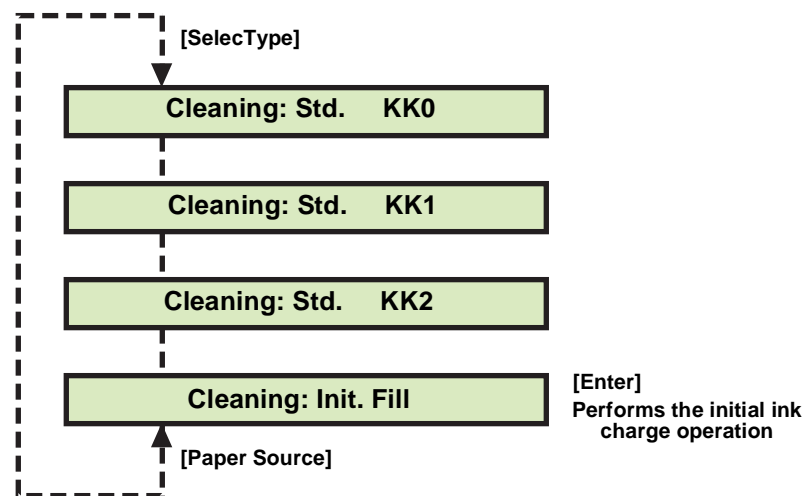 [SelecType]
Cleaning: Std. KK0
Cleaning: Std. KK1
Cleaning: Std. KK2
Cleaning: Init. Fill
[Enter]
Performs the initial ink
charge operation
[Paper Source]